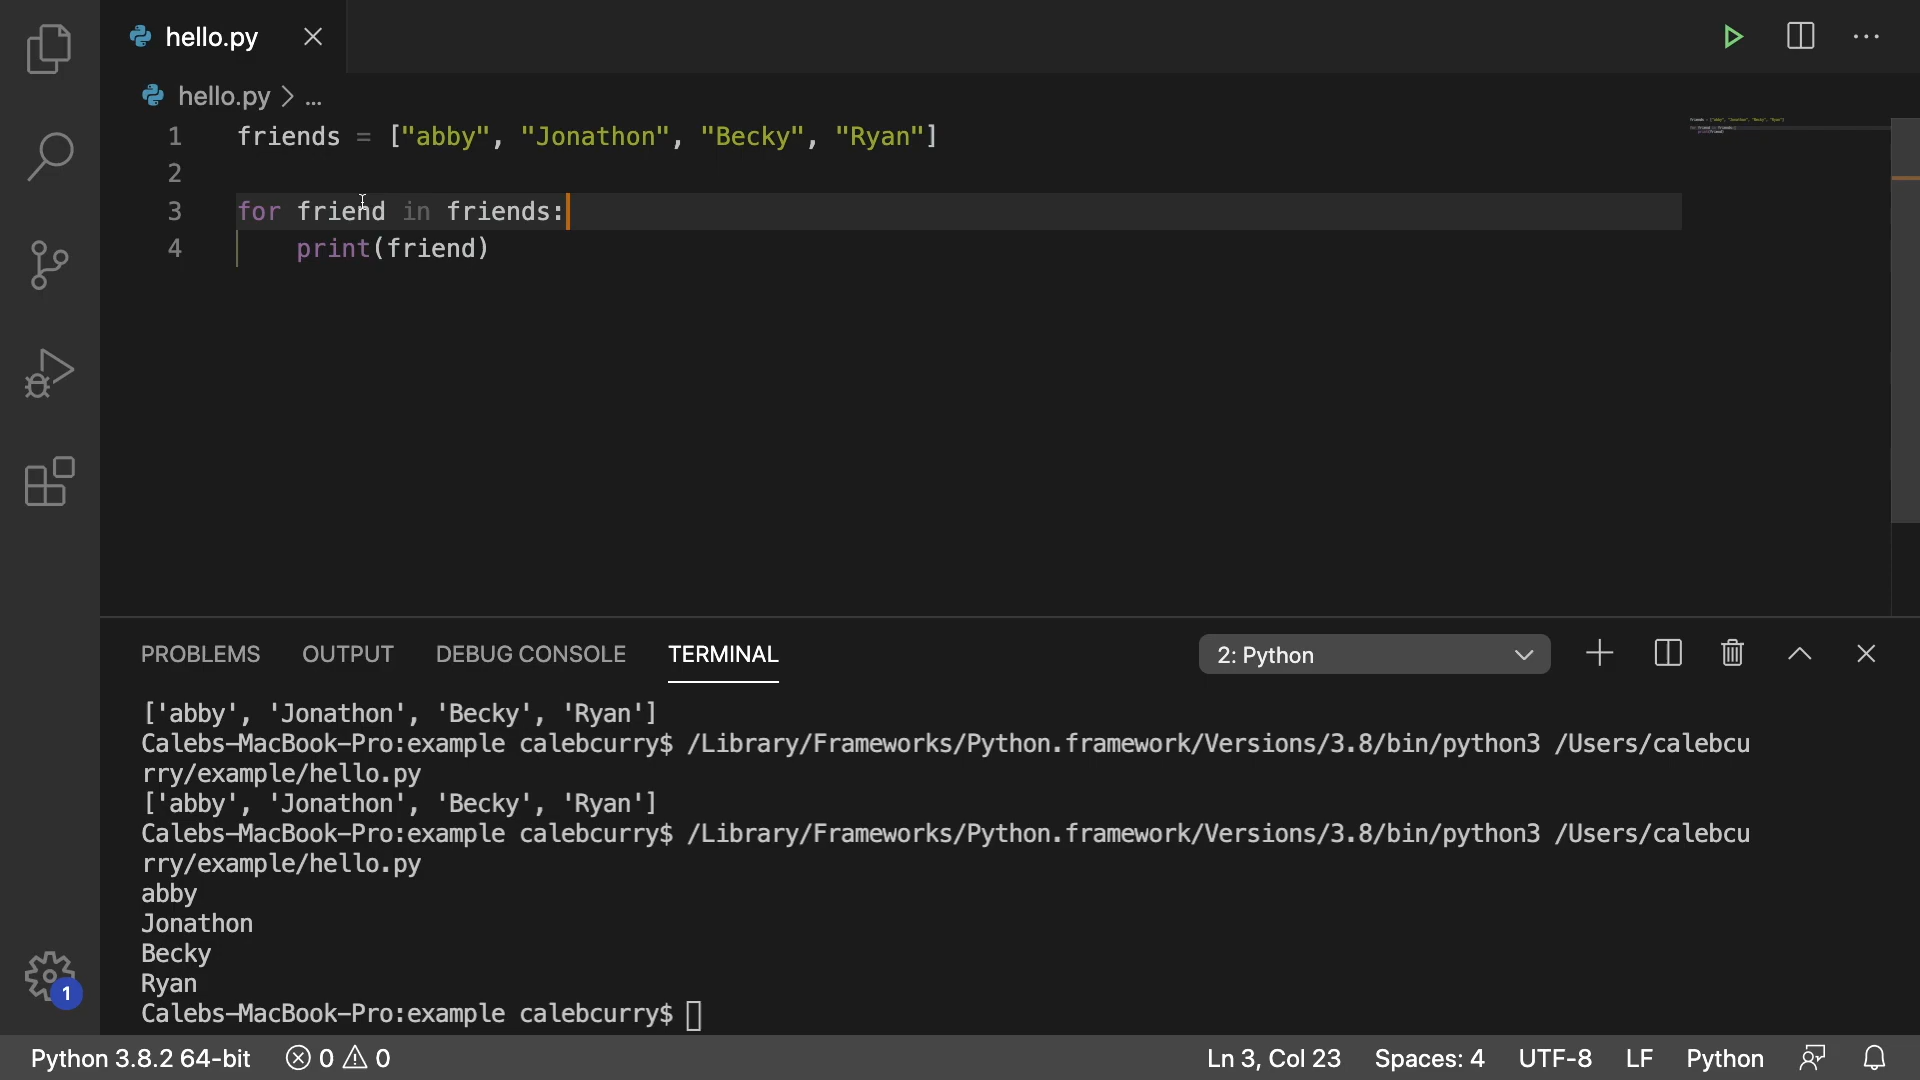 hello.py
hello.py > ...
1 friends = ["abby", "Jonathon", "Becky", "Ryan"]
2
3 for friend in friends:
4     print(friend)
PROBLEMS OUTPUT DEBUG CONSOLE TERMINAL 2: Python
['abby', 'Jonathon', 'Becky', 'Ryan']
Calebs-MacBook-Pro:example calebcurry$ /Library/Frameworks/Python.framework/Versions/3.8/bin/python3 /Users/calebcu
rry/example/hello.py
['abby', 'Jonathon', 'Becky', 'Ryan']
Calebs-MacBook-Pro:example calebcurry$ /Library/Frameworks/Python.framework/Versions/3.8/bin/python3 /Users/calebcu
rry/example/hello.py
abby
Jonathon
Becky
Ryan
Calebs-MacBook-Pro:example calebcurry$
1
Python 3.8.2 64-bit 0 0 Ln 3, Col 23 Spaces: 4 UTF-8 LF Python